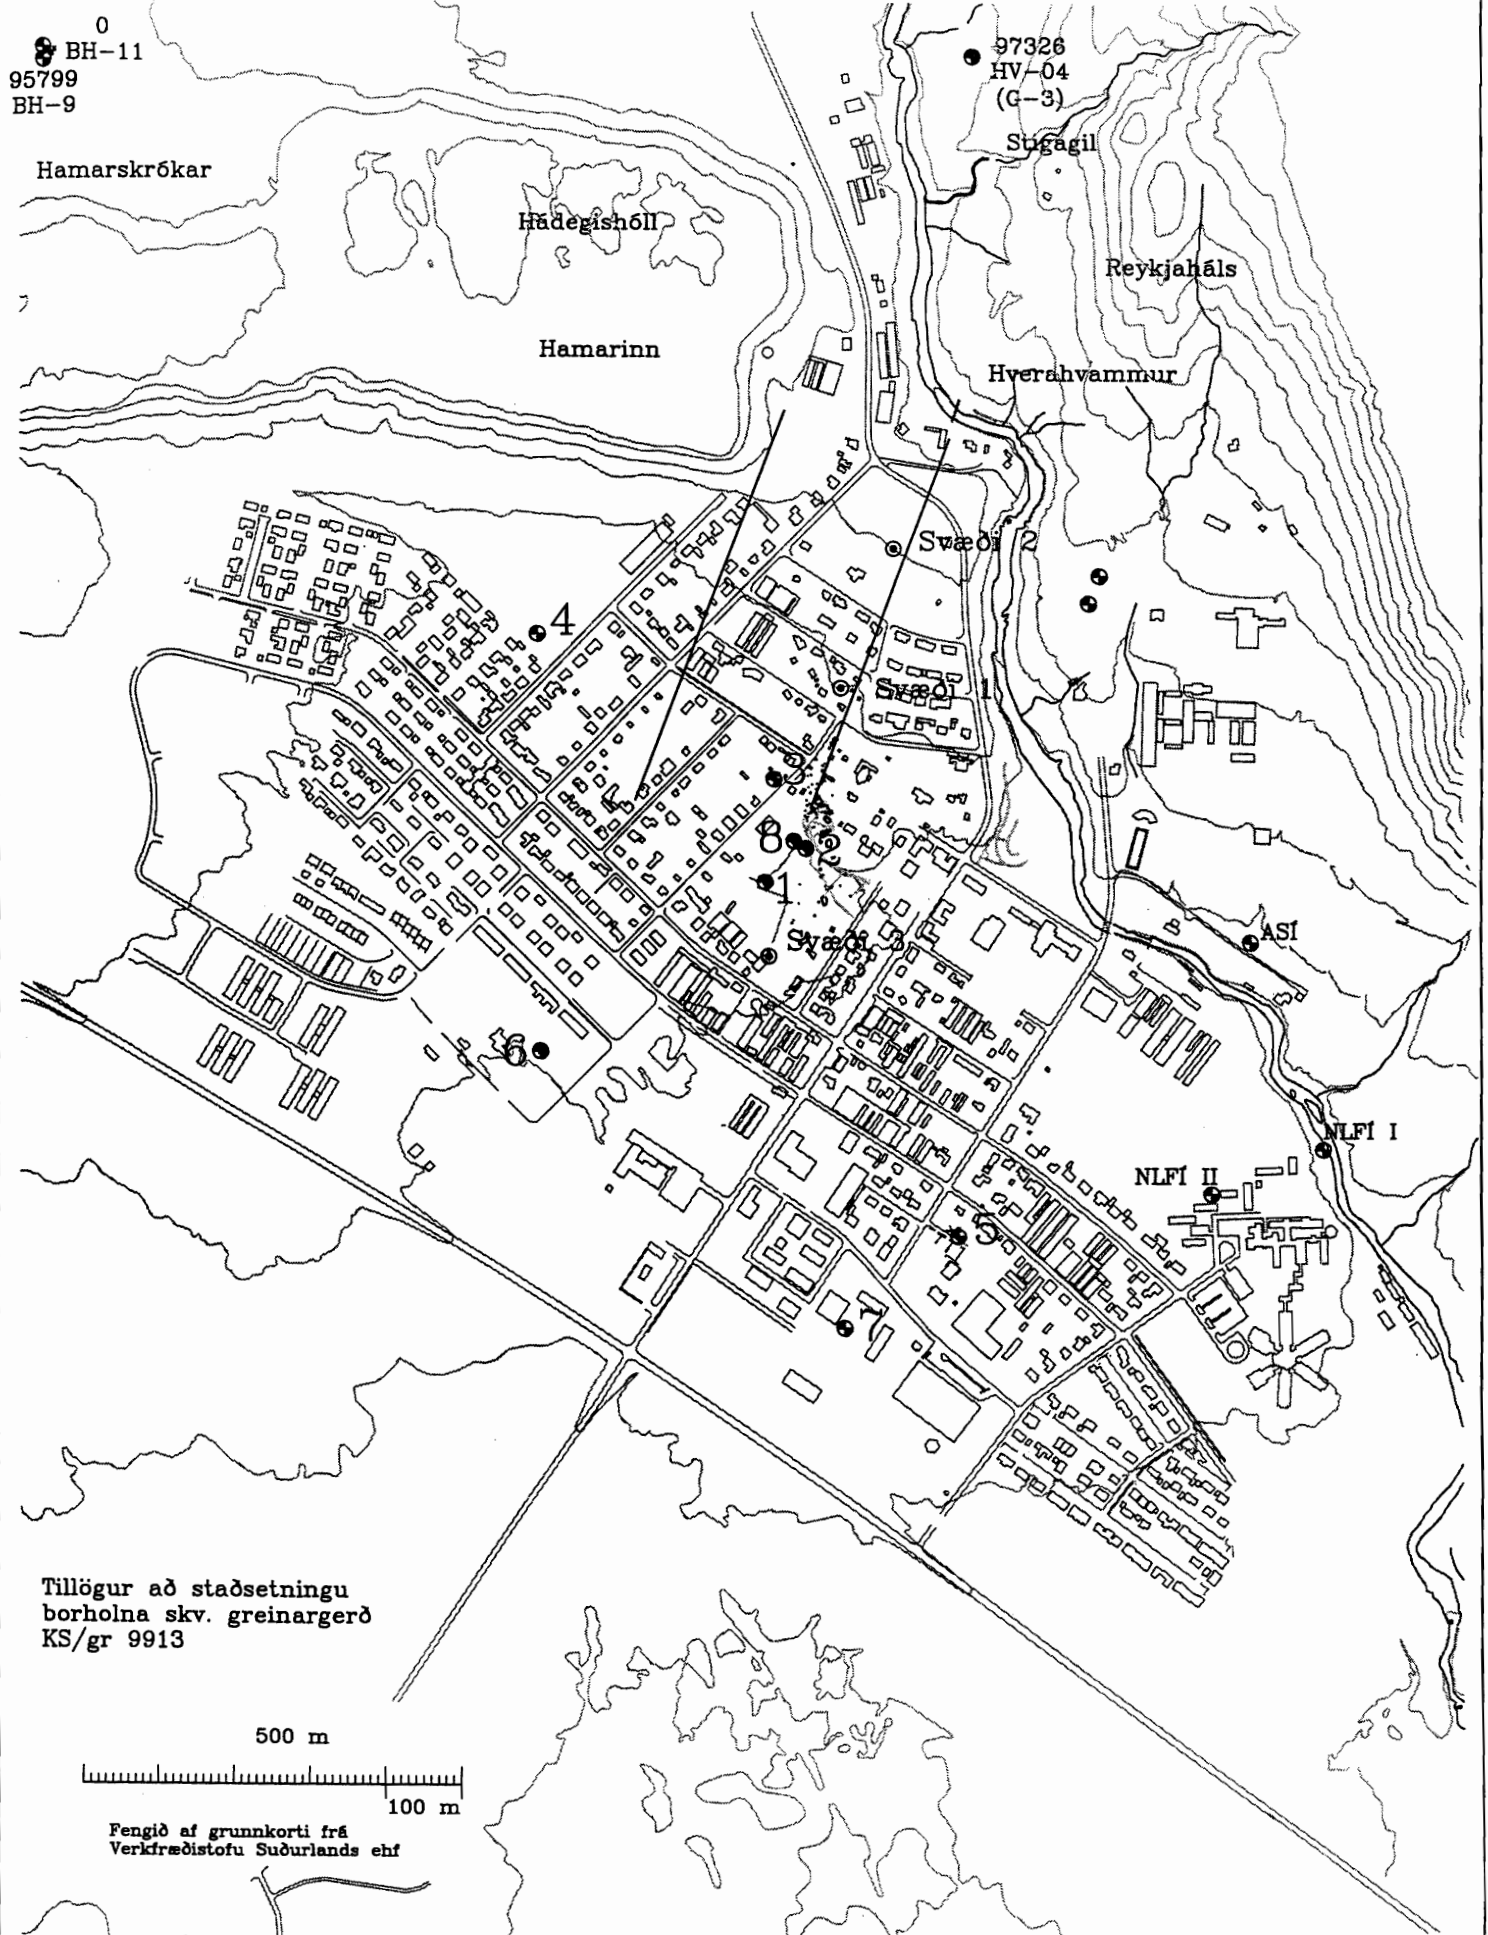 0
BH-11
95799
BH-9
97326
HV-04
(G-3)
Stigagil
Hamarskrókar
Hádegishóll
Reykjaháls
Hamarinn
Hverahvammur
Svæði 2
4
Svæði 1
3
8
2
1
Svæði 3
ASÍ
6
NLFÍ I
NLFÍ II
5
7
Tillögur að staðsetningu
borholna skv. greinargerð
KS/gr 9913
500 m
100 m
Fengið af grunnkorti frá
Verkfræðistofu Suðurlands ehf